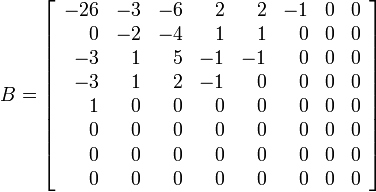 -26 -3 -6 2 2 -1 0 0
0 -2 -4 1 1 0 0 0
-3 1 5 -1 -1 0 0 0
-3 1 2 -1 0 0 0 0
B = 1 0 0 0 0 0 0 0
0 0 0 0 0 0 0 0
0 0 0 0 0 0 0 0
0 0 0 0 0 0 0 0